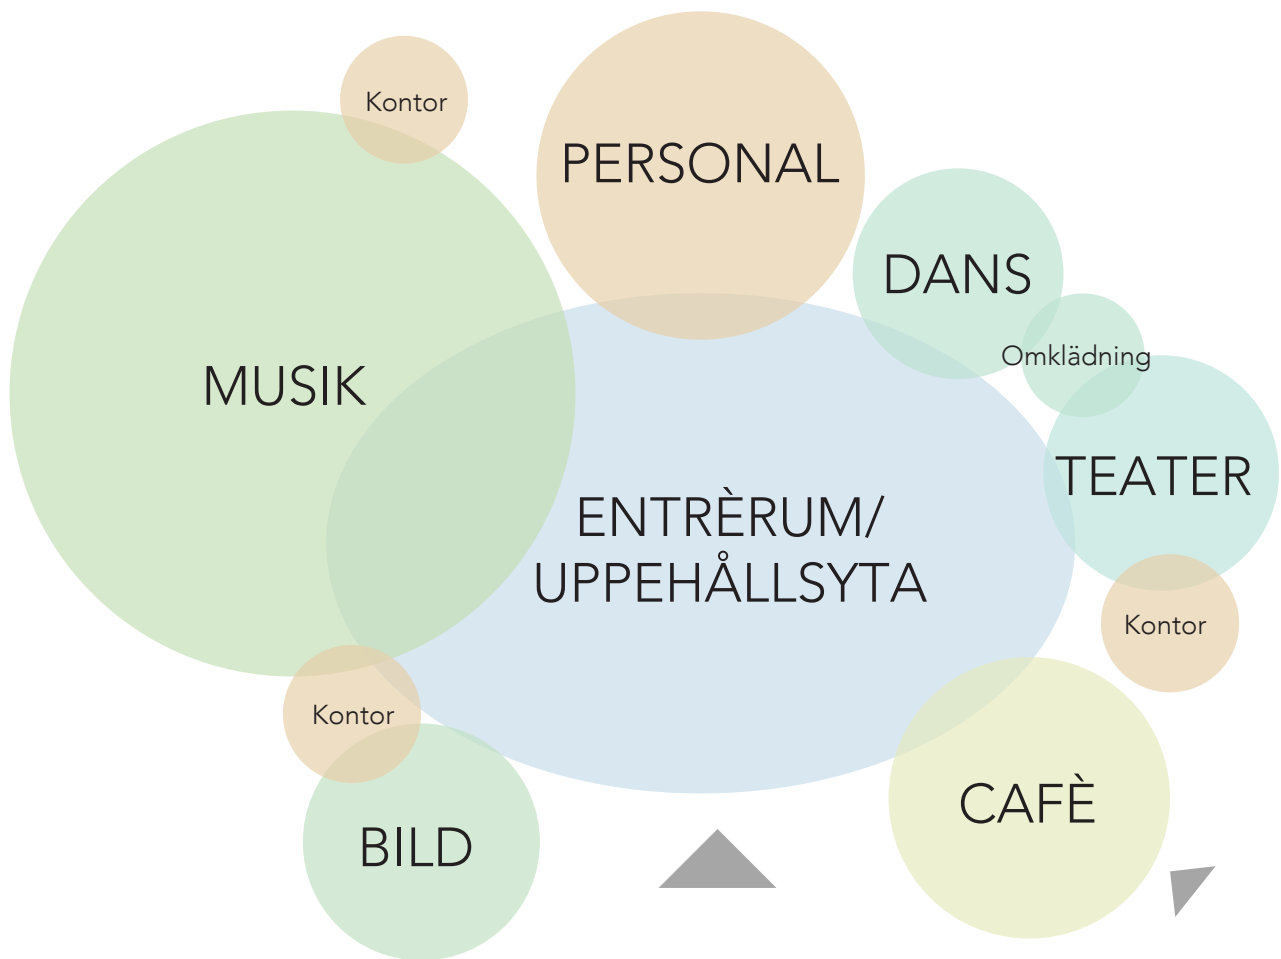 Kontor
PERSONAL
DANS
Omklädning
MUSIK
TEATER
ENTRÈRUM/
UPPEHÅLLSYTA
Kontor
Kontor
CAFÈ
BILD